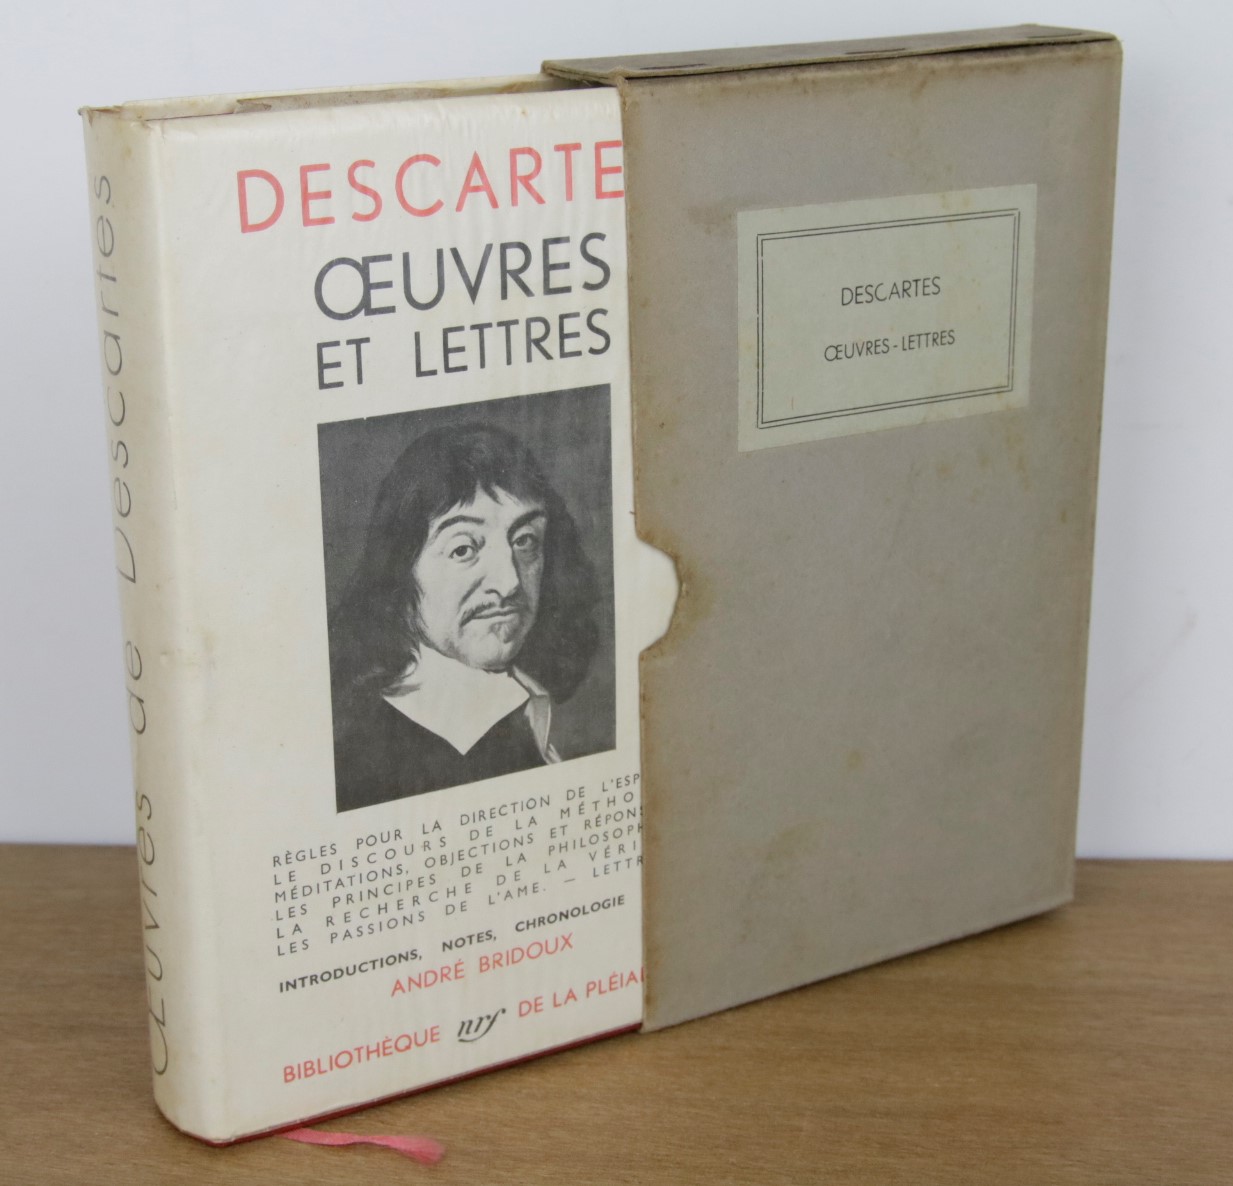 Œuvres de Descartes
DESCARTE
ŒUVRES
ET LETTRES
RÈGLES POUR LA DIRECTION DE L'ESP
LE DISCOURS DE LA MÉTHO
MÉDITATIONS, OBJECTIONS ET RÉPONS
LES PRINCIPES DE LA PHILOSOPH
LA RECHERCHE DE LA VÉRI
LES PASSIONS DE L'AME. — LETTR
INTRODUCTIONS, NOTES, CHRONOLOGIE
ANDRÉ BRIDOUX
BIBLIOTHÈQUE nrf DE LA PLÉIA
DESCARTES
ŒUVRES - LETTRES